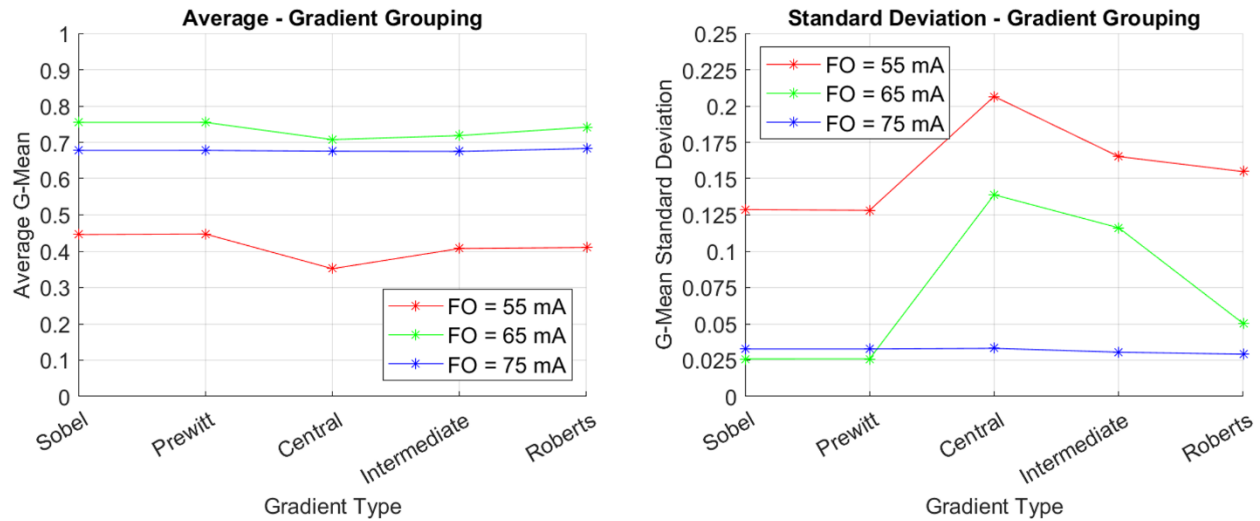 Average - Gradient Grouping
1
0.9
0.8
0.7
0.6
0.5
0.4
0.3
0.2
0.1
0
Average G-Mean
FO = 55 mA
FO = 65 mA
FO = 75 mA
Sobel
Prewitt
Central
Intermediate
Roberts
Gradient Type
Standard Deviation - Gradient Grouping
0.25
0.225
0.2
0.175
0.15
0.125
0.1
0.075
0.05
0.025
0
G-Mean Standard Deviation
FO = 55 mA
FO = 65 mA
FO = 75 mA
Sobel
Prewitt
Central
Intermediate
Roberts
Gradient Type